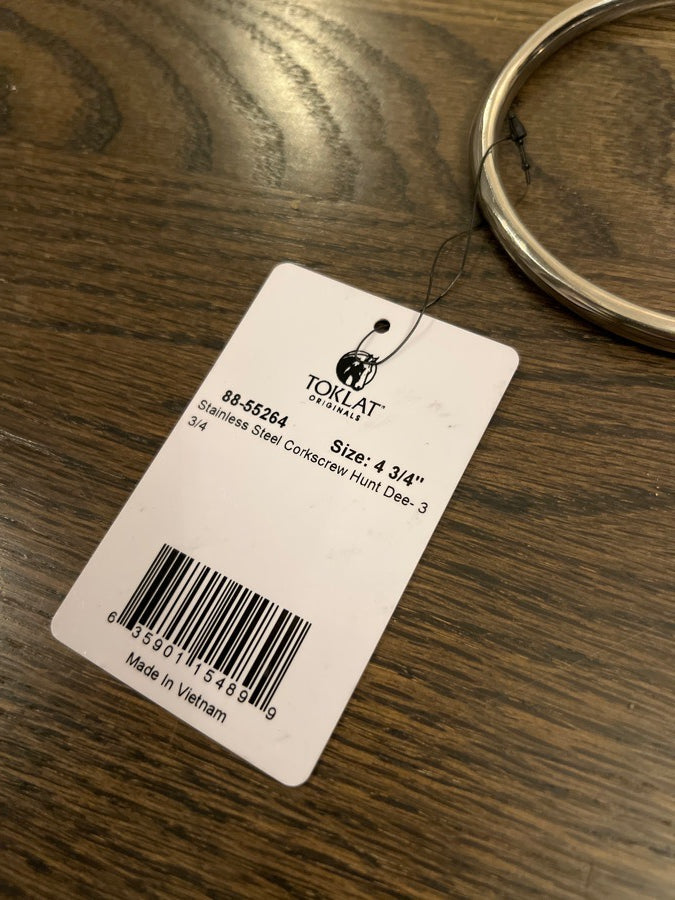 TOKLAT™
ORIGINALS
88-55264
Size: 4 3/4"
Stainless Steel Corkscrew Hunt Dee- 3
3/4
6 35901 15489 9
Made In Vietnam